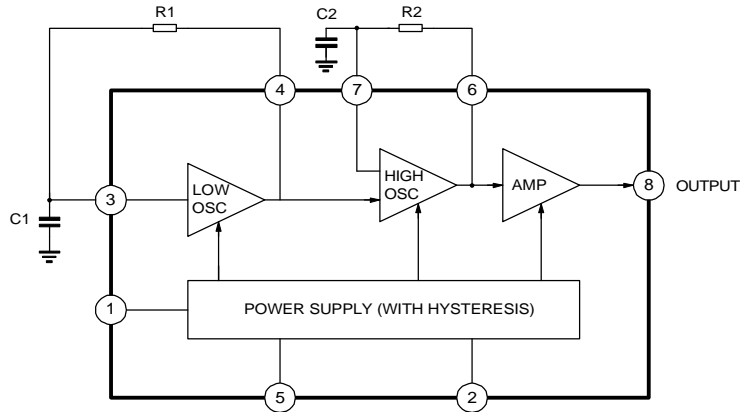 R1
C2
R2
4
7
6
3
LOW
OSC
HIGH
OSC
AMP
8 OUTPUT
C1
1
POWER SUPPLY (WITH HYSTERESIS)
5
2